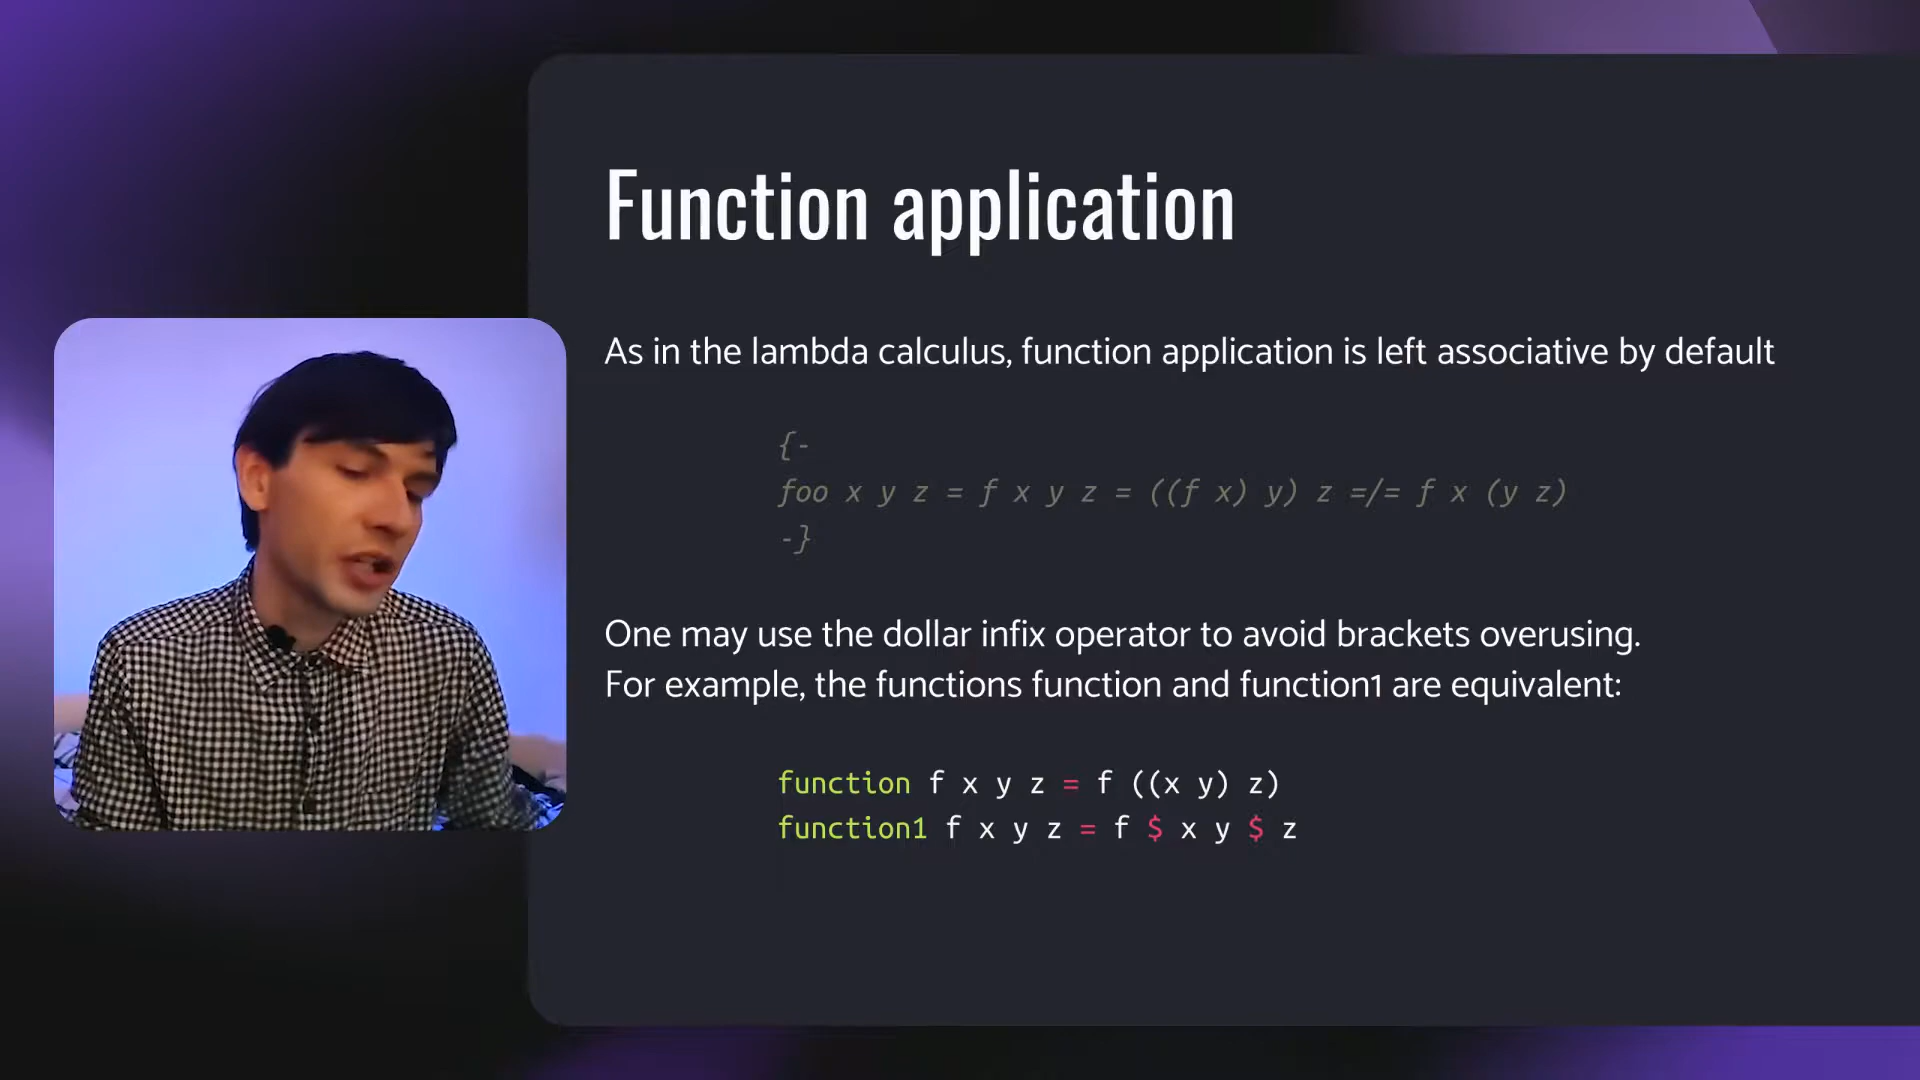 Function application
As in the lambda calculus, function application is left associative by default
{-
foo x y z = f x y z = ((f x) y) z =/= f x (y z)
-}
One may use the dollar infix operator to avoid brackets overusing.
For example, the functions function and function1 are equivalent:
function f x y z = f ((x y) z)
function1 f x y z = f $ x y $ z